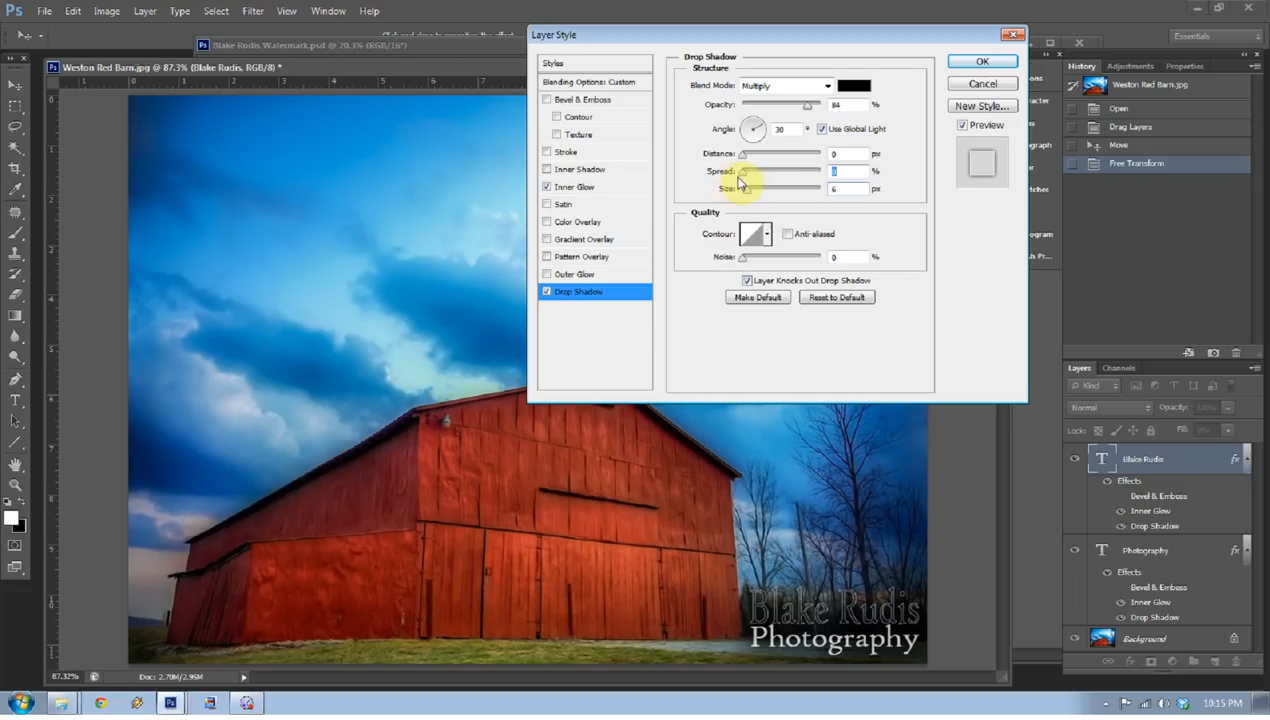 Ps File Edit Image Layer Type Select Filter View Window Help
Essentials
Ps Blake Rudis Watermark.psd @ 20.3% (RGB/16*)
Ps Weston Red Barn.jpg @ 87.3% (Blake Rudis, RGB/8) *
Layer Style
Styles
Blending Options: Custom
Bevel & Emboss
Contour
Texture
Stroke
Inner Shadow
Inner Glow
Satin
Color Overlay
Gradient Overlay
Pattern Overlay
Outer Glow
Drop Shadow
Drop Shadow
Structure
Blend Mode: Multiply
Opacity: 84 %
Angle: 30 ° Use Global Light
Distance: 0 px
Spread: 0 %
Size: 6 px
Quality
Contour: Anti-aliased
Noise: 0 %
Layer Knocks Out Drop Shadow
Make Default Reset to Default
OK
Cancel
New Style...
Preview
History Adjustments Properties
Weston Red Barn.jpg
Open
Drag Layers
Move
Free Transform
Layers Channels
Kind
Normal Opacity: 100%
Lock: Fill:
T Blake Rudis fx
Effects
Bevel & Emboss
Inner Glow
Drop Shadow
T Photography fx
Effects
Bevel & Emboss
Inner Glow
Drop Shadow
Background
Blake Rudis
Photography
87.32% Doc: 2.70M/2.95M
10:15 PM